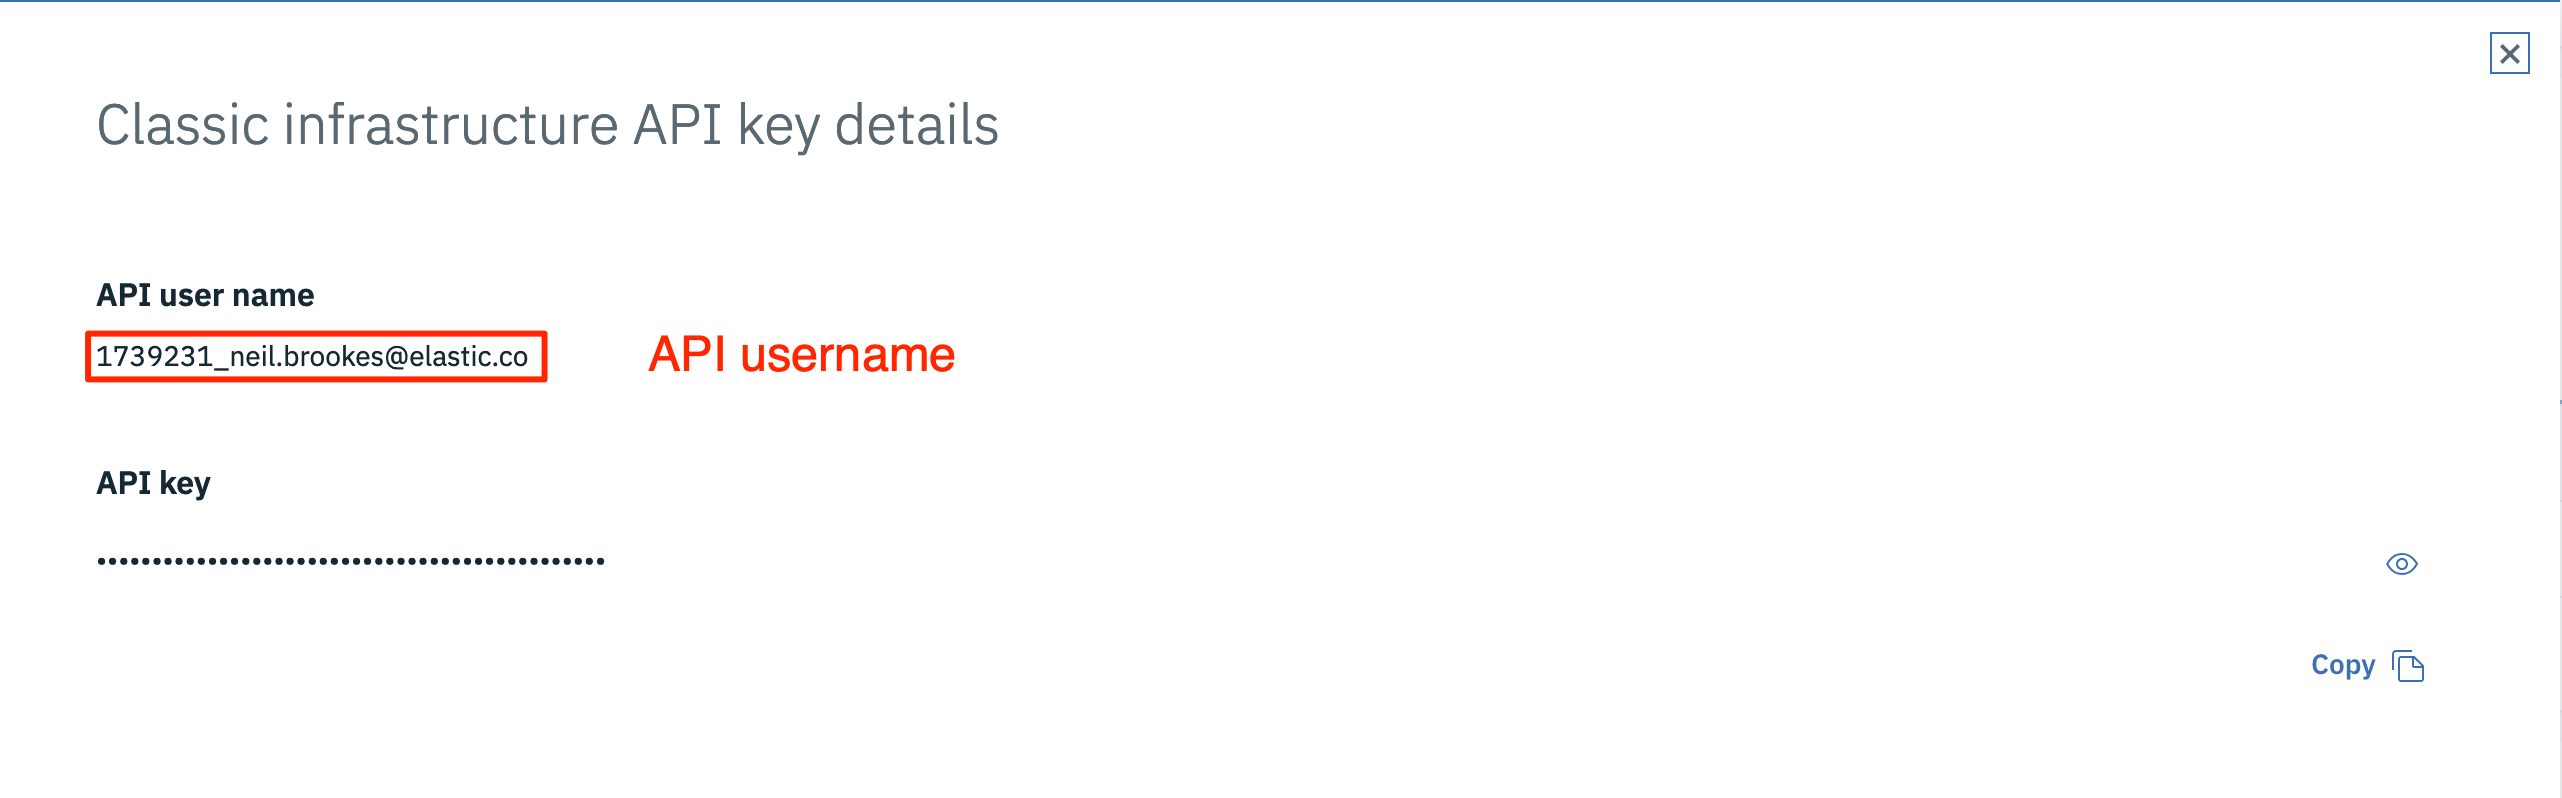 Classic infrastructure API key details
API user name
1739231_neil.brookes@elastic.co API username
API key
••••••••••••••••••••••••••••••••••••••••••••••
Copy